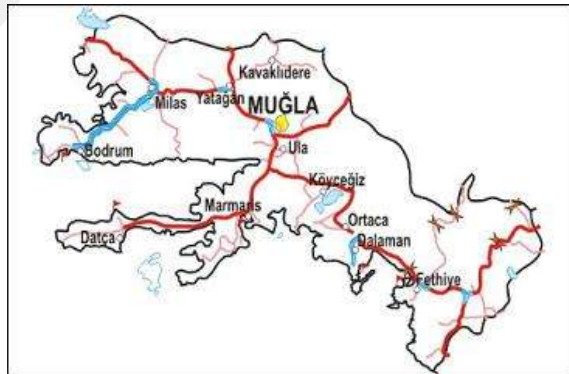 Kavaklıdere
Milas
Yatağan
MUĞLA
Bodrum
Ula
Köyceğiz
Marmaris
Ortaca
Datça
Dalaman
Fethiye